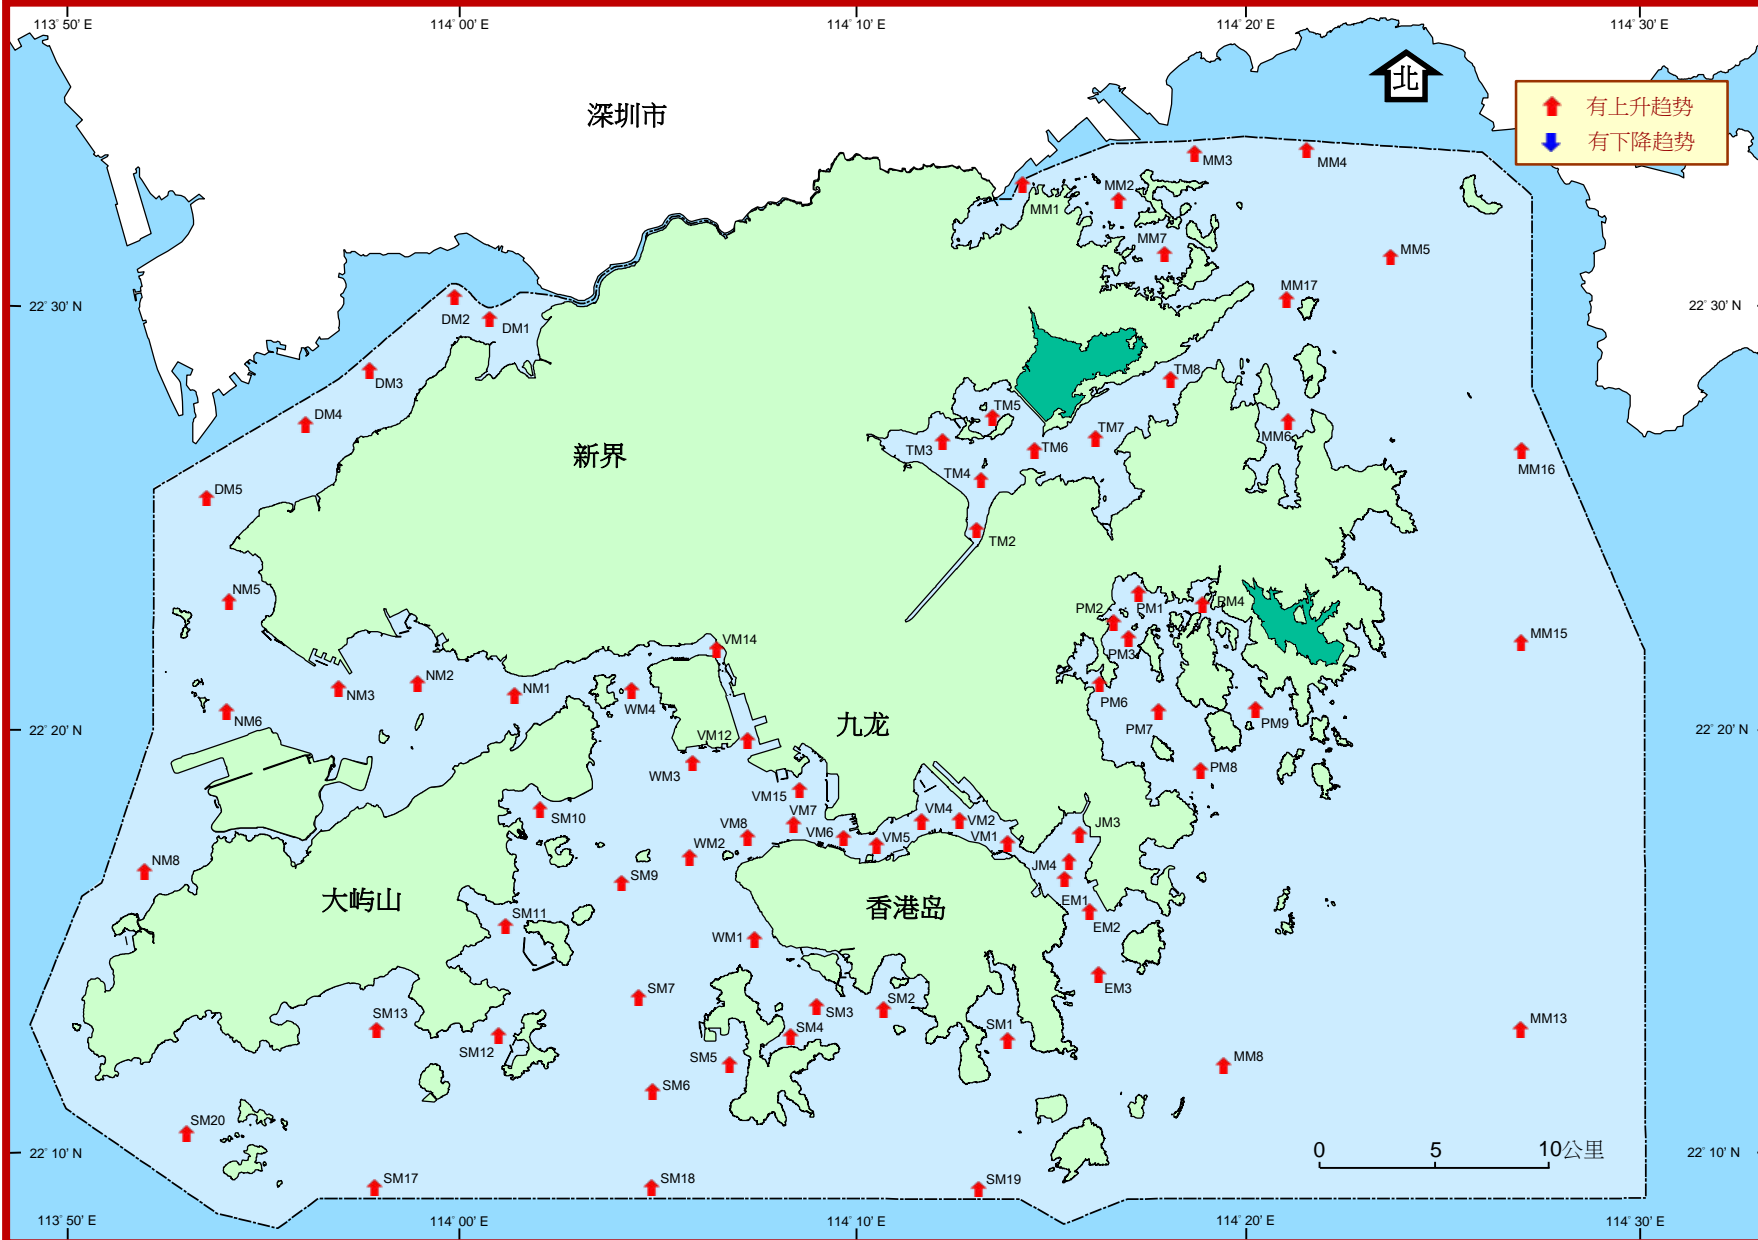 113° 50' E
114° 00' E
114° 10' E
114° 20' E
114° 30' E
北
深圳市
有上升趋势
有下降趋势
MM3
MM4
MM2
MM1
MM7
MM5
MM17
22° 30' N
22° 30' N
DM2
DM1
DM3
TM8
DM4
TM5
TM7
MM6
TM3
TM6
新界
MM16
TM4
DM5
TM2
NM5
PM1
PM4
PM2
VM14
PM3
MM15
NM2
NM1
NM3
WM4
PM6
NM6
九龙
PM7
PM9
22° 20' N
22° 20' N
VM12
WM3
PM8
VM15
SM10
VM7
VM4
VM8
VM6
VM5
VM2
VM1
JM3
WM2
NM8
JM4
SM9
大屿山
EM1
香港岛
SM11
EM2
WM1
EM3
SM7
SM2
SM3
SM13
SM4
SM1
MM13
SM12
SM5
MM8
SM6
SM20
22° 10' N
0
5
10公里
22° 10' N
SM17
SM18
SM19
113° 50' E
114° 00' E
114° 10' E
114° 20' E
114° 30' E